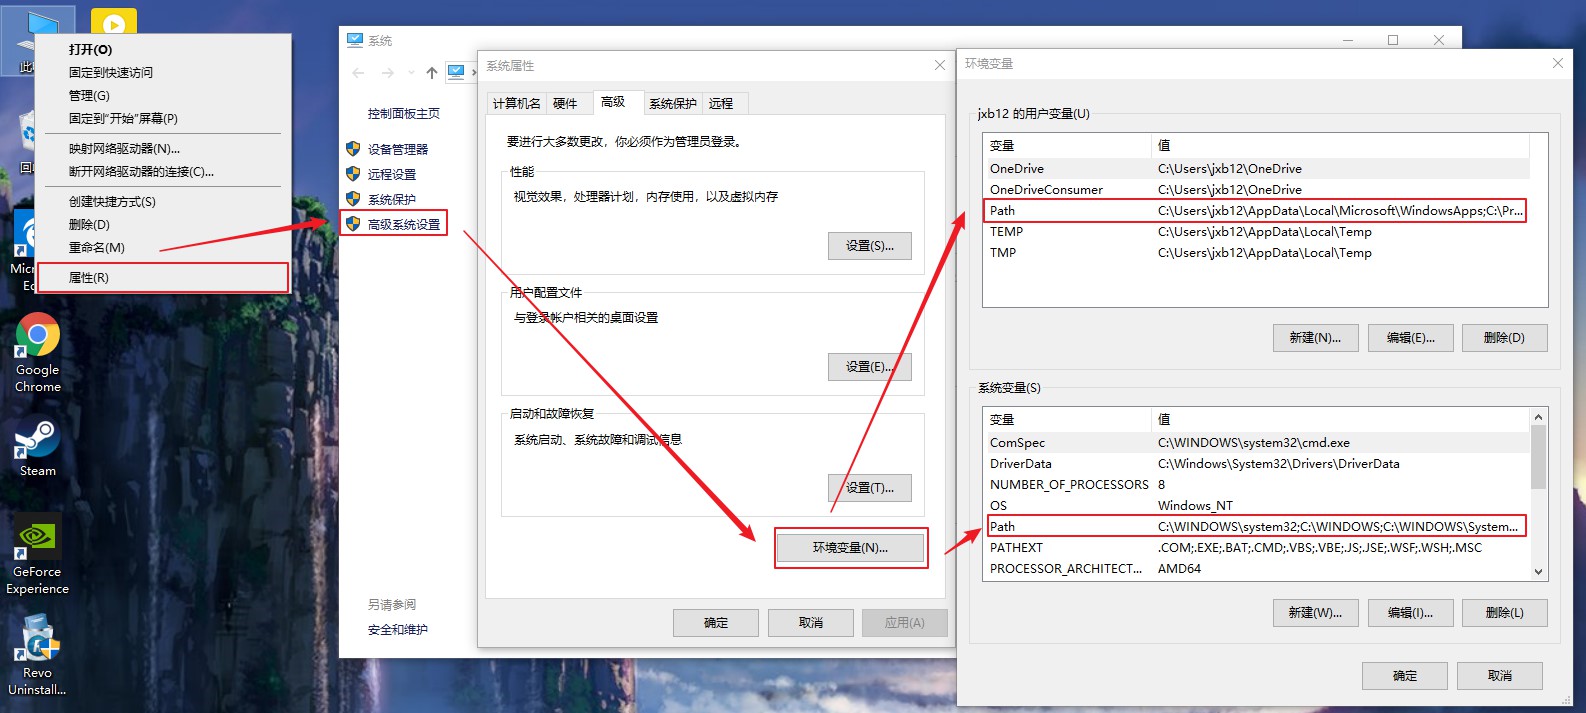 此
打开(O)
固定到快速访问
管理(G)
固定到"开始"屏幕(P)
映射网络驱动器(N)...
断开网络驱动器的连接(C)...
创建快捷方式(S)
删除(D)
重命名(M)
属性(R)
回
Micr
Ec
Google
Chrome
Steam
GeForce
Experience
Revo
Uninstall...
系统
控制面板主页
设备管理器
远程设置
系统保护
高级系统设置
另请参阅
安全和维护
系统属性
计算机名 硬件 高级 系统保护 远程
要进行大多数更改，你必须作为管理员登录。
性能
视觉效果，处理器计划，内存使用，以及虚拟内存
设置(S)...
用户配置文件
与登录帐户相关的桌面设置
设置(E)...
启动和故障恢复
系统启动、系统故障和调试信息
设置(T)...
环境变量(N)...
确定 取消 应用(A)
环境变量
jxb12 的用户变量(U)
变量 值
OneDrive C:\Users\jxb12\OneDrive
OneDriveConsumer C:\Users\jxb12\OneDrive
Path C:\Users\jxb12\AppData\Local\Microsoft\WindowsApps;C:\Pr...
TEMP C:\Users\jxb12\AppData\Local\Temp
TMP C:\Users\jxb12\AppData\Local\Temp
新建(N)... 编辑(E)... 删除(D)
系统变量(S)
变量 值
ComSpec C:\WINDOWS\system32\cmd.exe
DriverData C:\Windows\System32\Drivers\DriverData
NUMBER_OF_PROCESSORS 8
OS Windows_NT
Path C:\WINDOWS\system32;C:\WINDOWS;C:\WINDOWS\System...
PATHEXT .COM;.EXE;.BAT;.CMD;.VBS;.VBE;.JS;.JSE;.WSF;.WSH;.MSC
PROCESSOR_ARCHITECT... AMD64
新建(W)... 编辑(I)... 删除(L)
确定 取消